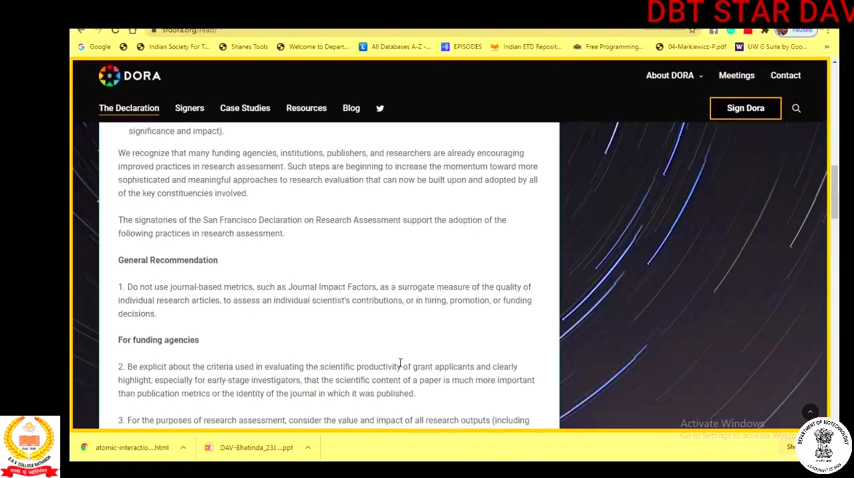 DBT STAR DAV
sfdora.org/read/
Paused
Google
Indian Society For T...
Shanes Tools
Welcome to Depart...
All Databases A-Z -...
EPISODES
Indian ETD Reposit...
Free Programming...
04-Markiewicz-P.pdf
UW G Suite by Goo...
DORA
About DORA
Meetings
Contact
The Declaration
Signers
Case Studies
Resources
Blog
Sign Dora
significance and impact).
We recognize that many funding agencies, institutions, publishers, and researchers are already encouraging
improved practices in research assessment. Such steps are beginning to increase the momentum toward more
sophisticated and meaningful approaches to research evaluation that can now be built upon and adopted by all
of the key constituencies involved.
The signatories of the San Francisco Declaration on Research Assessment support the adoption of the
following practices in research assessment.
General Recommendation
1. Do not use journal-based metrics, such as Journal Impact Factors, as a surrogate measure of the quality of
individual research articles, to assess an individual scientist's contributions, or in hiring, promotion, or funding
decisions.
For funding agencies
2. Be explicit about the criteria used in evaluating the scientific productivity of grant applicants and clearly
highlight, especially for early-stage investigators, that the scientific content of a paper is much more important
than publication metrics or the identity of the journal in which it was published.
3. For the purposes of research assessment, consider the value and impact of all research outputs (including
Activate Windows
Go to Settings to activate Windows
atomic-interactio....html
DAV-Bhatinda_23J....ppt